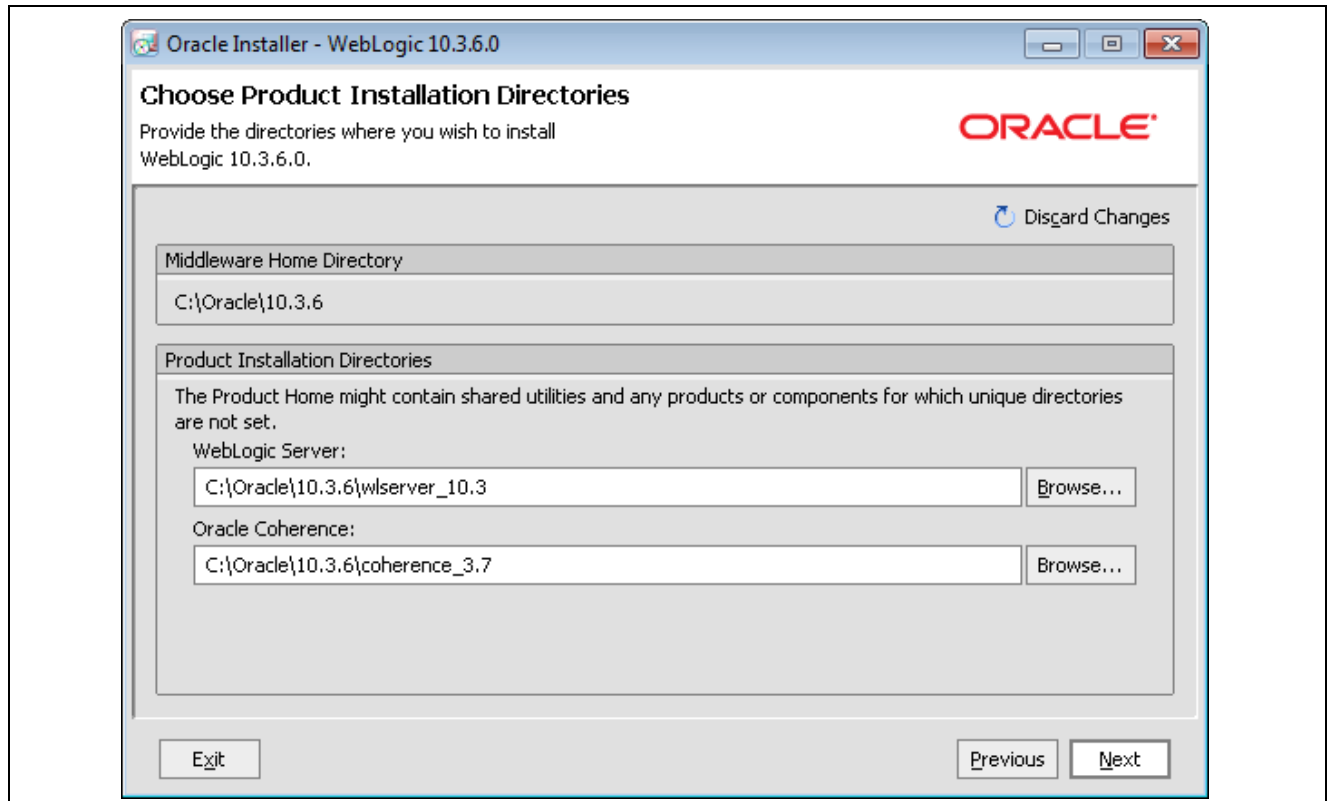 Oracle Installer - WebLogic 10.3.6.0
Choose Product Installation Directories
Provide the directories where you wish to install
WebLogic 10.3.6.0.
ORACLE
Discard Changes
Middleware Home Directory
C:\Oracle\10.3.6
Product Installation Directories
The Product Home might contain shared utilities and any products or components for which unique directories
are not set.
WebLogic Server:
C:\Oracle\10.3.6\wlserver_10.3
Browse...
Oracle Coherence:
C:\Oracle\10.3.6\coherence_3.7
Browse...
Exit
Previous
Next